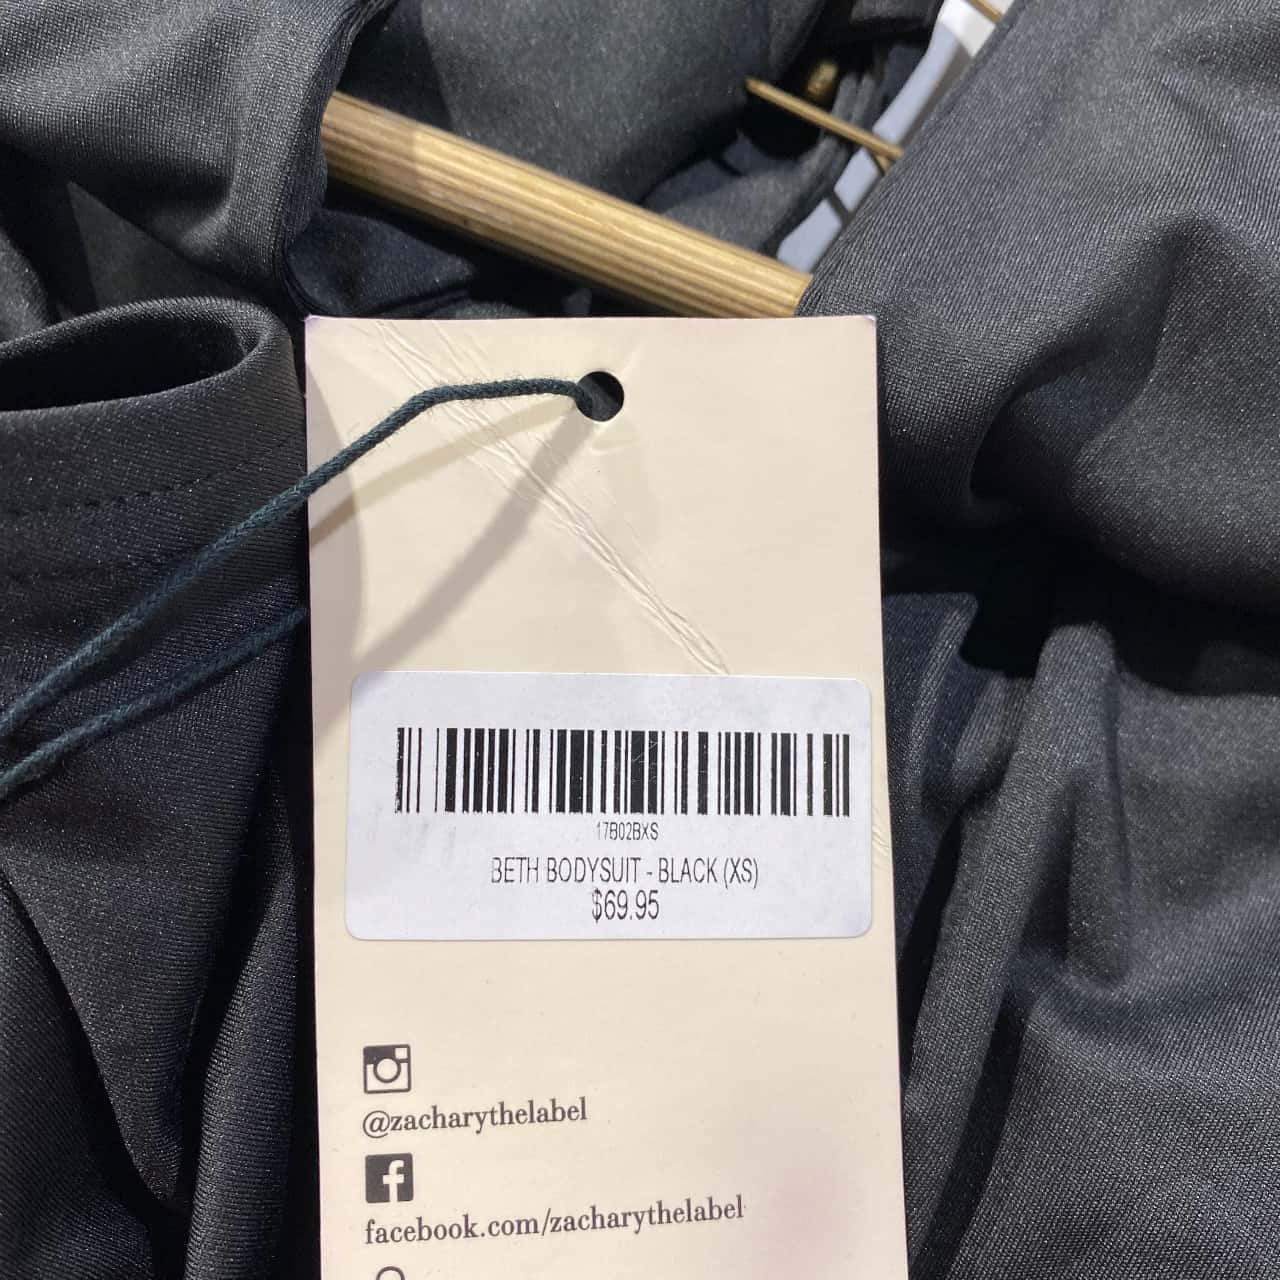 17B02BXS
BETH BODYSUIT - BLACK (XS)
$69.95
@zacharythelabel
facebook.com/zacharythelabel